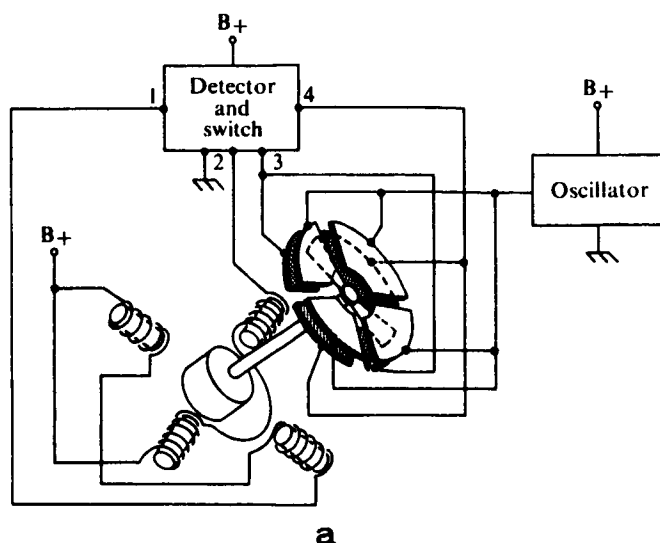 B+
1
Detector
and
switch
4
2
3
B+
Oscillator
B+
a